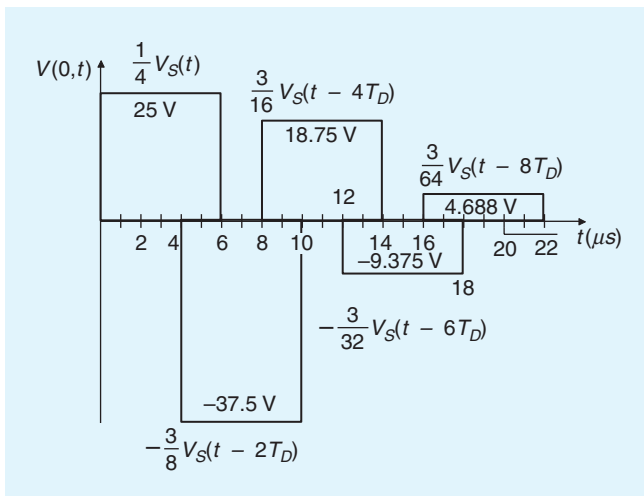 V(0,t)
1/4 V_S(t)
25 V
3/16 V_S(t − 4T_D)
18.75 V
3/64 V_S(t − 8T_D)
4.688 V
12
2 4 6 8 10 14 16 20 22 t(μs)
−9.375 V
18
−3/32 V_S(t − 6T_D)
−37.5 V
−3/8 V_S(t − 2T_D)